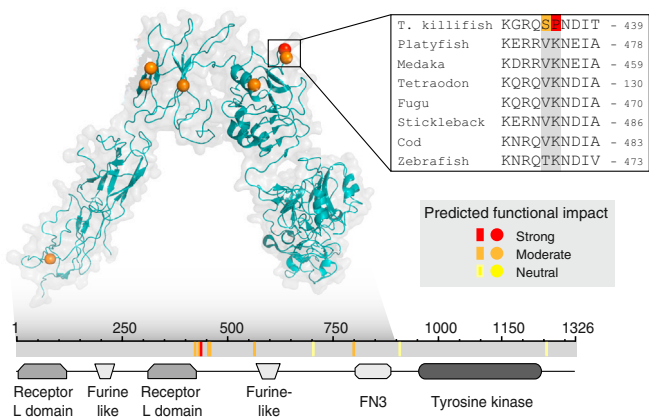 T. killifish KGRQSPNDIT - 439
Platyfish KERRVKNEIA - 478
Medaka KDRRVKNEIA - 459
Tetraodon KQRQVKNDIA - 130
Fugu KQRQVKNDIA - 470
Stickleback KERNVKNDIA - 486
Cod KNRQVKNDIA - 483
Zebrafish KNRQTKNDIV - 473
Predicted functional impact
Strong
Moderate
Neutral
1 250 500 750 1000 1150 1326
Receptor L domain
Furine like
Receptor L domain
Furine-like
FN3
Tyrosine kinase